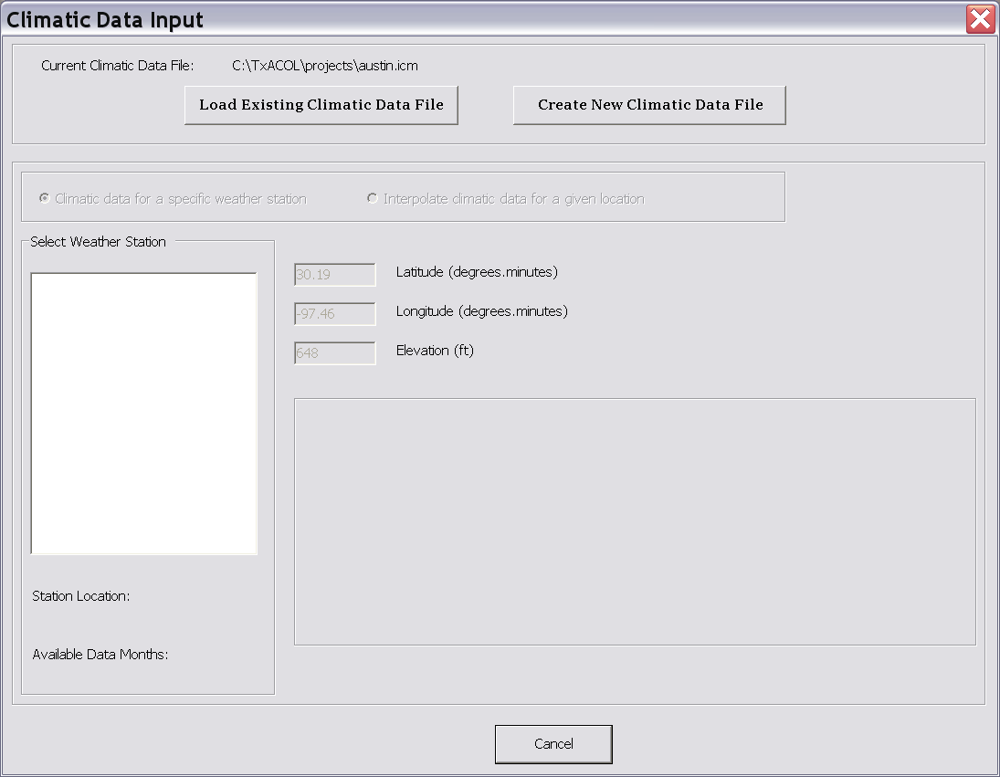 Climatic Data Input
Current Climatic Data File: C:\TxACOL\projects\austin.icm
Load Existing Climatic Data File Create New Climatic Data File
Climatic data for a specific weather station Interpolate climatic data for a given location
Select Weather Station
30.19 Latitude (degrees.minutes)
-97.46 Longitude (degrees.minutes)
648 Elevation (ft)
Station Location:
Available Data Months:
Cancel